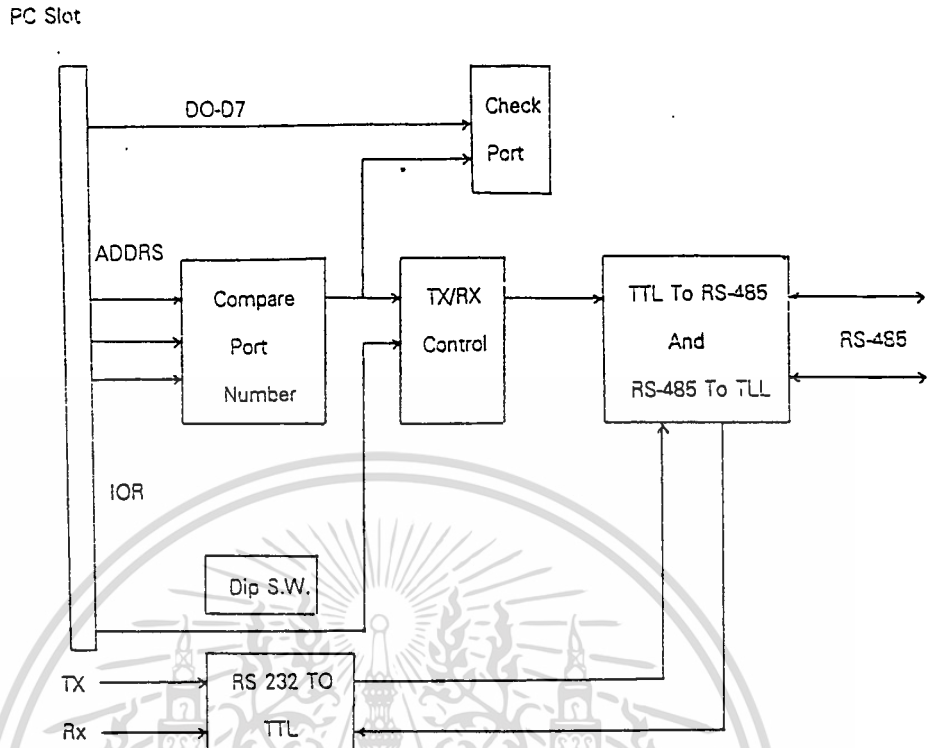 PC Slot
DO-D7
Check
Port
ADDRS
Compare
Port
Number
TX/RX
Control
TTL To RS-485
And
RS-485 To TLL
RS-485
IOR
Dip S.W.
TX
Rx
RS 232 TO
TTL